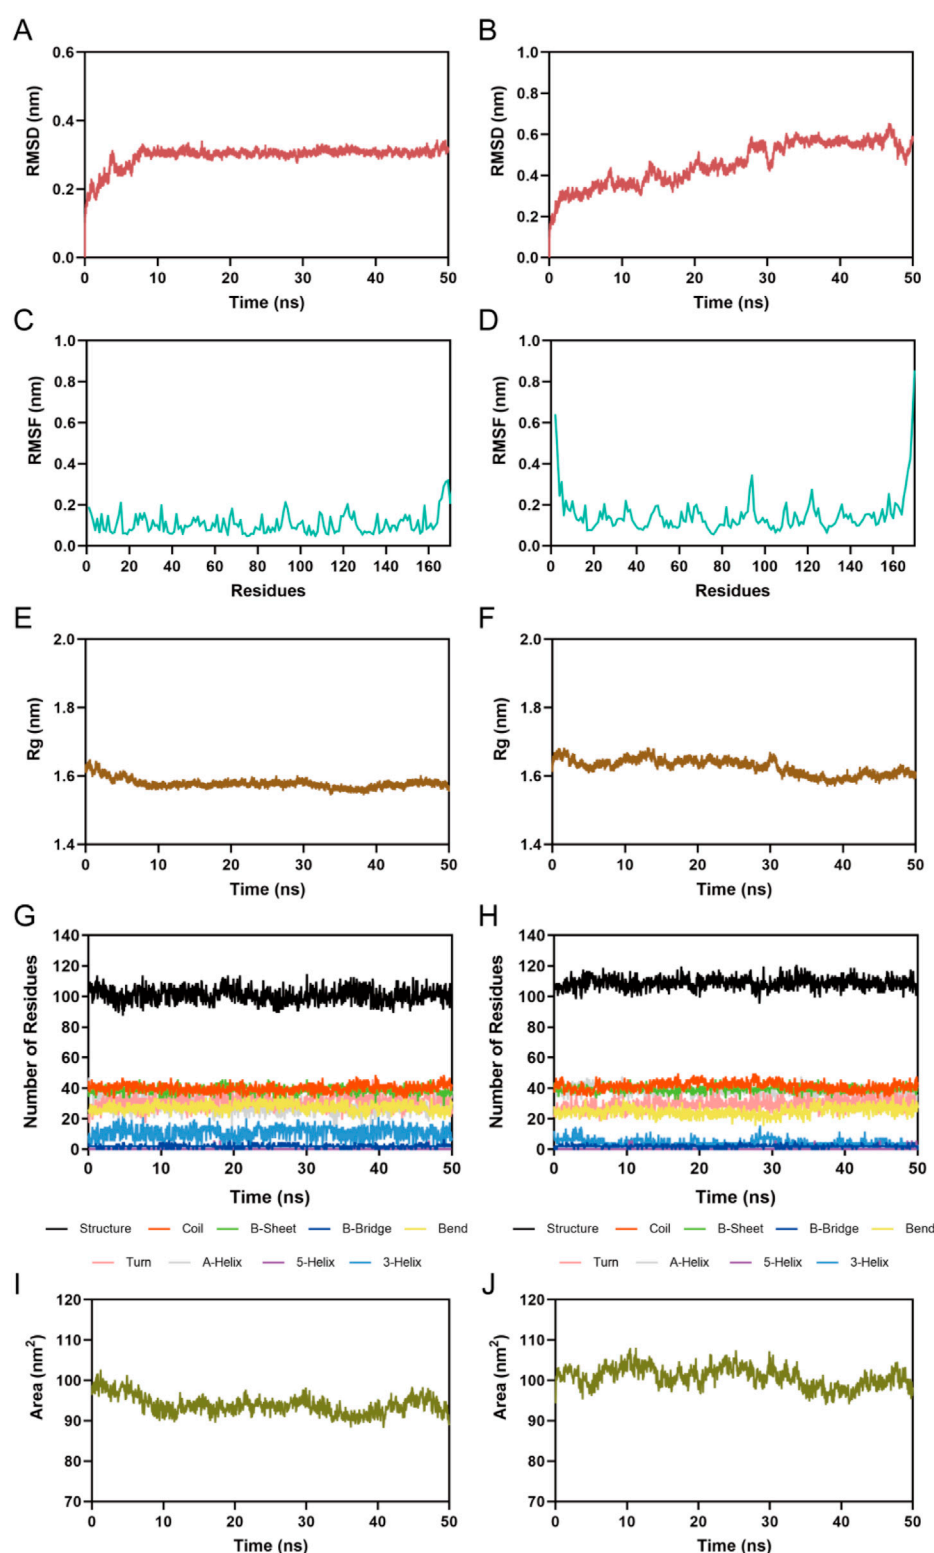 A
B
0.6
0.4
0.2
0.0
RMSD (nm)
0 10 20 30 40 50
Time (ns)
1.0
0.8
0.6
0.4
0.2
0.0
RMSD (nm)
0 10 20 30 40 50
Time (ns)
C
D
1.0
0.8
0.6
0.4
0.2
0.0
RMSF (nm)
0 20 40 60 80 100 120 140 160
Residues
1.0
0.8
0.6
0.4
0.2
0.0
RMSF (nm)
0 20 40 60 80 100 120 140 160
Residues
E
F
2.0
1.8
1.6
1.4
Rg (nm)
0 10 20 30 40 50
Time (ns)
2.0
1.8
1.6
1.4
Rg (nm)
0 10 20 30 40 50
Time (ns)
G
H
140
120
100
80
60
40
20
0
Number of Residues
0 10 20 30 40 50
Time (ns)
140
120
100
80
60
40
20
0
Number of Residues
0 10 20 30 40 50
Time (ns)
Structure Coil B-Sheet B-Bridge Bend
Turn A-Helix 5-Helix 3-Helix
Structure Coil B-Sheet B-Bridge Bend
Turn A-Helix 5-Helix 3-Helix
I
J
120
110
100
90
80
70
Area (nm²)
0 10 20 30 40 50
Time (ns)
120
110
100
90
80
70
Area (nm²)
0 10 20 30 40 50
Time (ns)